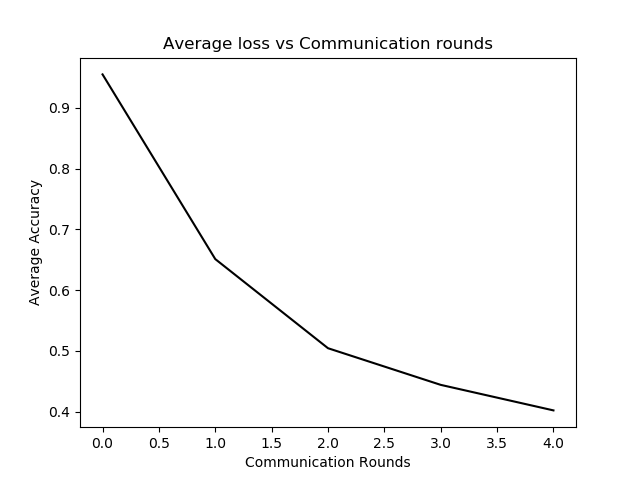 Average loss vs Communication rounds
Average Accuracy
0.9
0.8
0.7
0.6
0.5
0.4
0.0 0.5 1.0 1.5 2.0 2.5 3.0 3.5 4.0
Communication Rounds